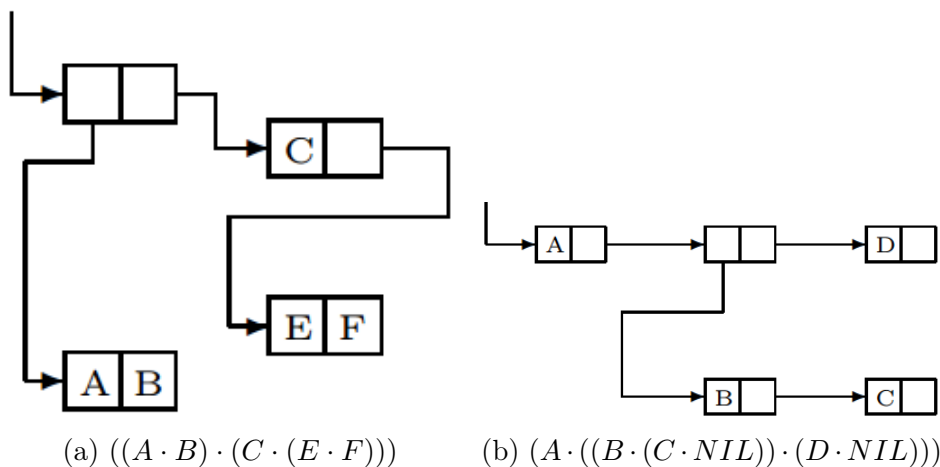 C
A
D
E F
A B
B
C
(a) ((A · B) · (C · (E · F)))
(b) (A · ((B · (C · NIL)) · (D · NIL)))